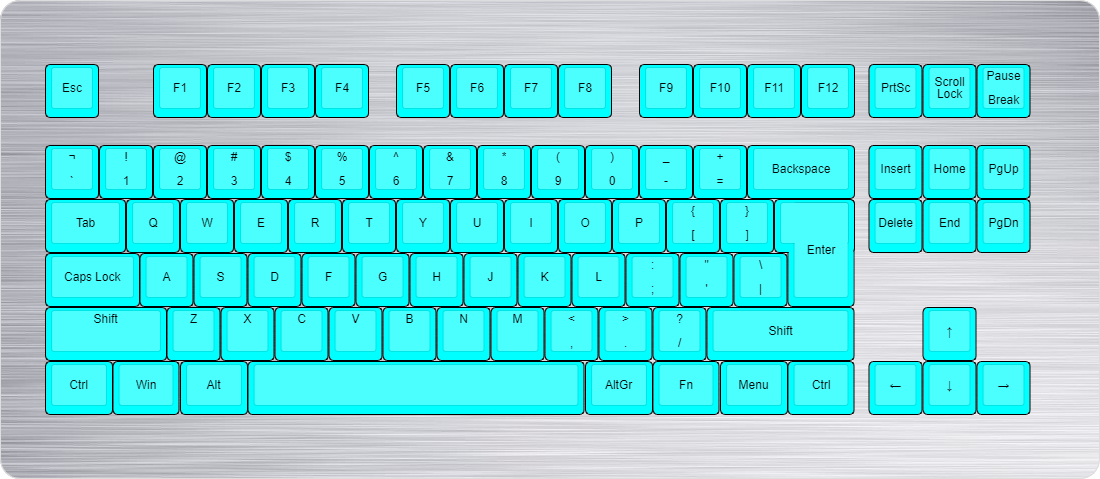 Esc F1 F2 F3 F4 F5 F6 F7 F8 F9 F10 F11 F12 PrtSc Scroll Lock Pause Break
¬ ! @ # $ % ^ & * ( ) _ +
` 1 2 3 4 5 6 7 8 9 0 - = Backspace Insert Home PgUp
Tab Q W E R T Y U I O P { [ } ] Enter Delete End PgDn
Caps Lock A S D F G H J K L : ; " ' \ |
Shift Z X C V B N M < , > . ? / Shift ↑
Ctrl Win Alt AltGr Fn Menu Ctrl ← ↓ →